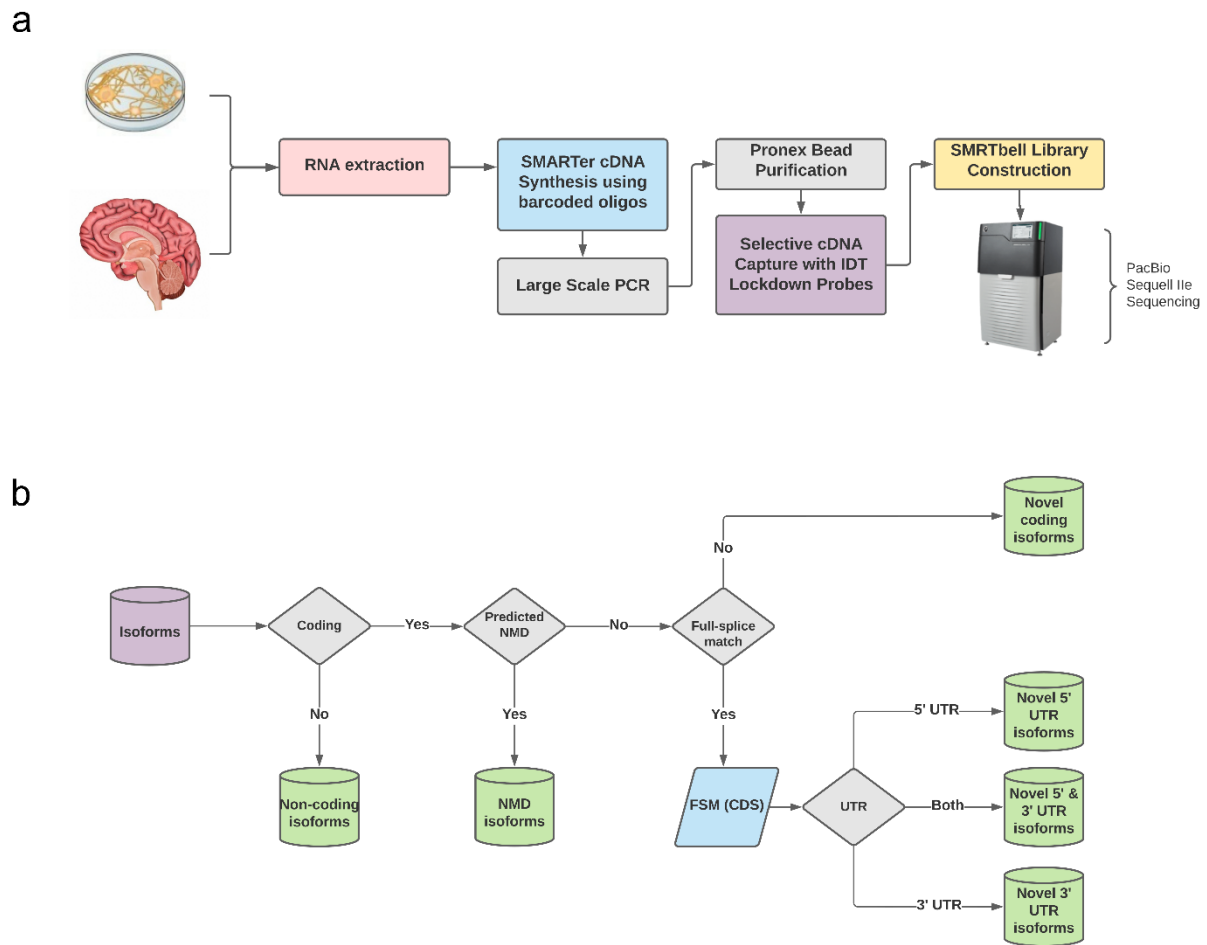 a
RNA extraction
SMARTer cDNA
Synthesis using
barcoded oligos
Large Scale PCR
Pronex Bead
Purification
Selective cDNA
Capture with IDT
Lockdown Probes
SMRTbell Library
Construction
PacBio
Sequell IIe
Sequencing
b
Isoforms
Coding
Yes
No
Non-coding
isoforms
Predicted
NMD
No
Yes
NMD
isoforms
Full-splice
match
No
Novel
coding
isoforms
Yes
FSM (CDS)
UTR
5' UTR
Novel 5'
UTR
isoforms
Both
Novel 5' &
3' UTR
isoforms
3' UTR
Novel 3'
UTR
isoforms